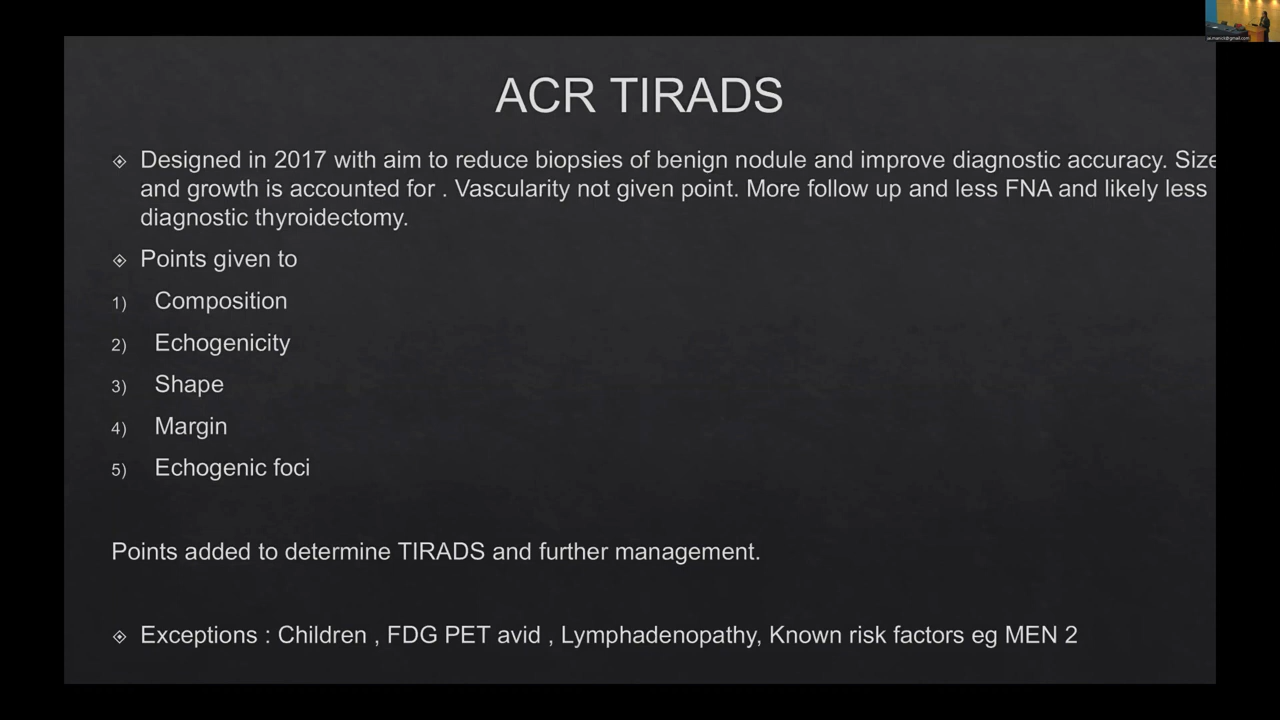 ACR TIRADS
Designed in 2017 with aim to reduce biopsies of benign nodule and improve diagnostic accuracy. Size
and growth is accounted for . Vascularity not given point. More follow up and less FNA and likely less
diagnostic thyroidectomy.
Points given to
1) Composition
2) Echogenicity
3) Shape
4) Margin
5) Echogenic foci
Points added to determine TIRADS and further management.
Exceptions : Children , FDG PET avid , Lymphadenopathy, Known risk factors eg MEN 2